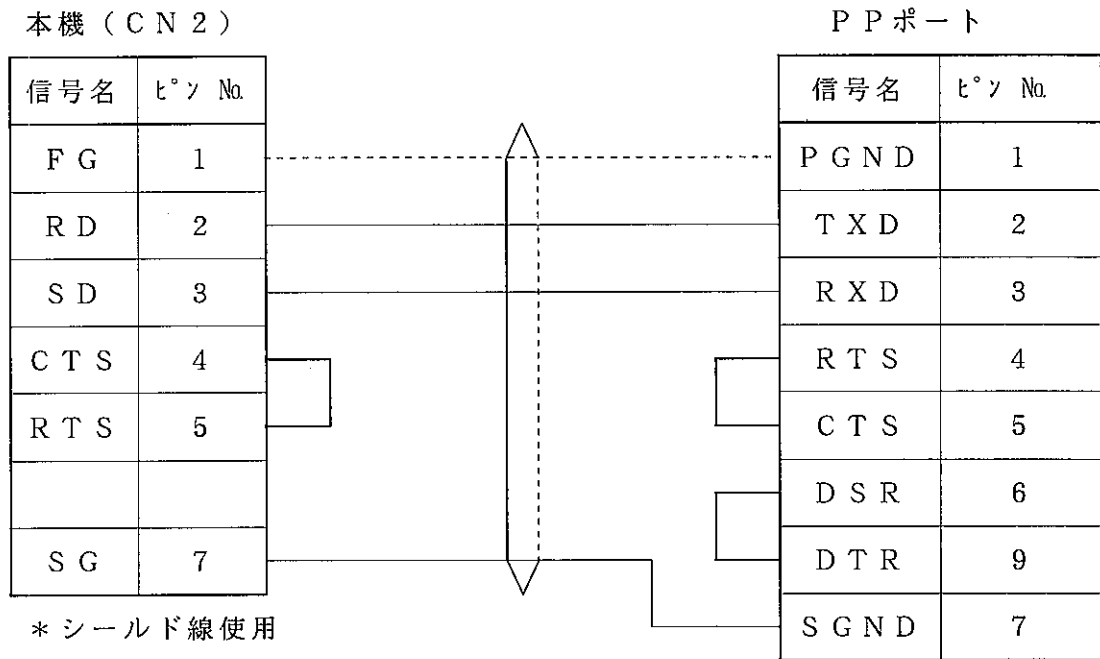 本機（CN2）
信号名 ﾋﾟﾝ No.
FG 1
RD 2
SD 3
CTS 4
RTS 5
SG 7
＊シールド線使用
PPポート
信号名 ﾋﾟﾝ No.
PGND 1
TXD 2
RXD 3
RTS 4
CTS 5
DSR 6
DTR 9
SGND 7